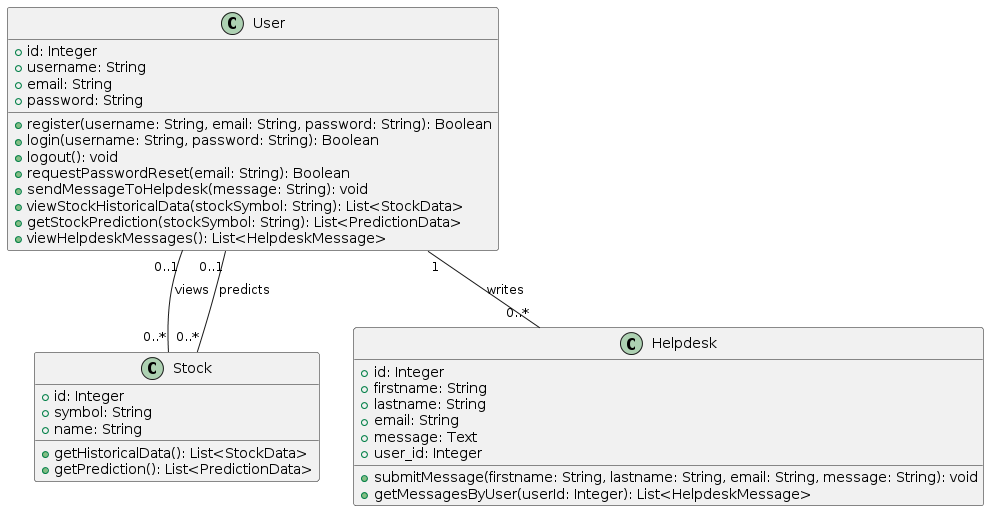 C User
id: Integer
username: String
email: String
password: String
register(username: String, email: String, password: String): Boolean
login(username: String, password: String): Boolean
logout(): void
requestPasswordReset(email: String): Boolean
sendMessageToHelpdesk(message: String): void
viewStockHistoricalData(stockSymbol: String): List<StockData>
getStockPrediction(stockSymbol: String): List<PredictionData>
viewHelpdeskMessages(): List<HelpdeskMessage>
0..1 0..1 1
views predicts writes
0..* 0..* 0..*
C Stock
id: Integer
symbol: String
name: String
getHistoricalData(): List<StockData>
getPrediction(): List<PredictionData>
C Helpdesk
id: Integer
firstname: String
lastname: String
email: String
message: Text
user_id: Integer
submitMessage(firstname: String, lastname: String, email: String, message: String): void
getMessagesByUser(userId: Integer): List<HelpdeskMessage>